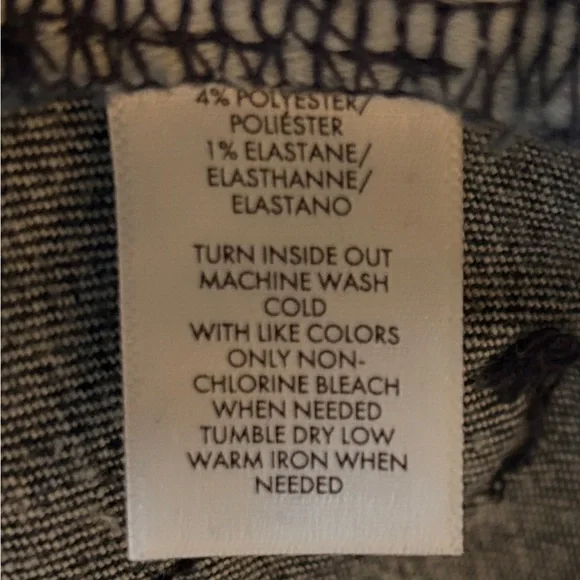 4% POLYESTER/
POLIÉSTER
1% ELASTANE/
ELASTHANNE/
ELASTANO
TURN INSIDE OUT
MACHINE WASH
COLD
WITH LIKE COLORS
ONLY NON-
CHLORINE BLEACH
WHEN NEEDED
TUMBLE DRY LOW
WARM IRON WHEN
NEEDED